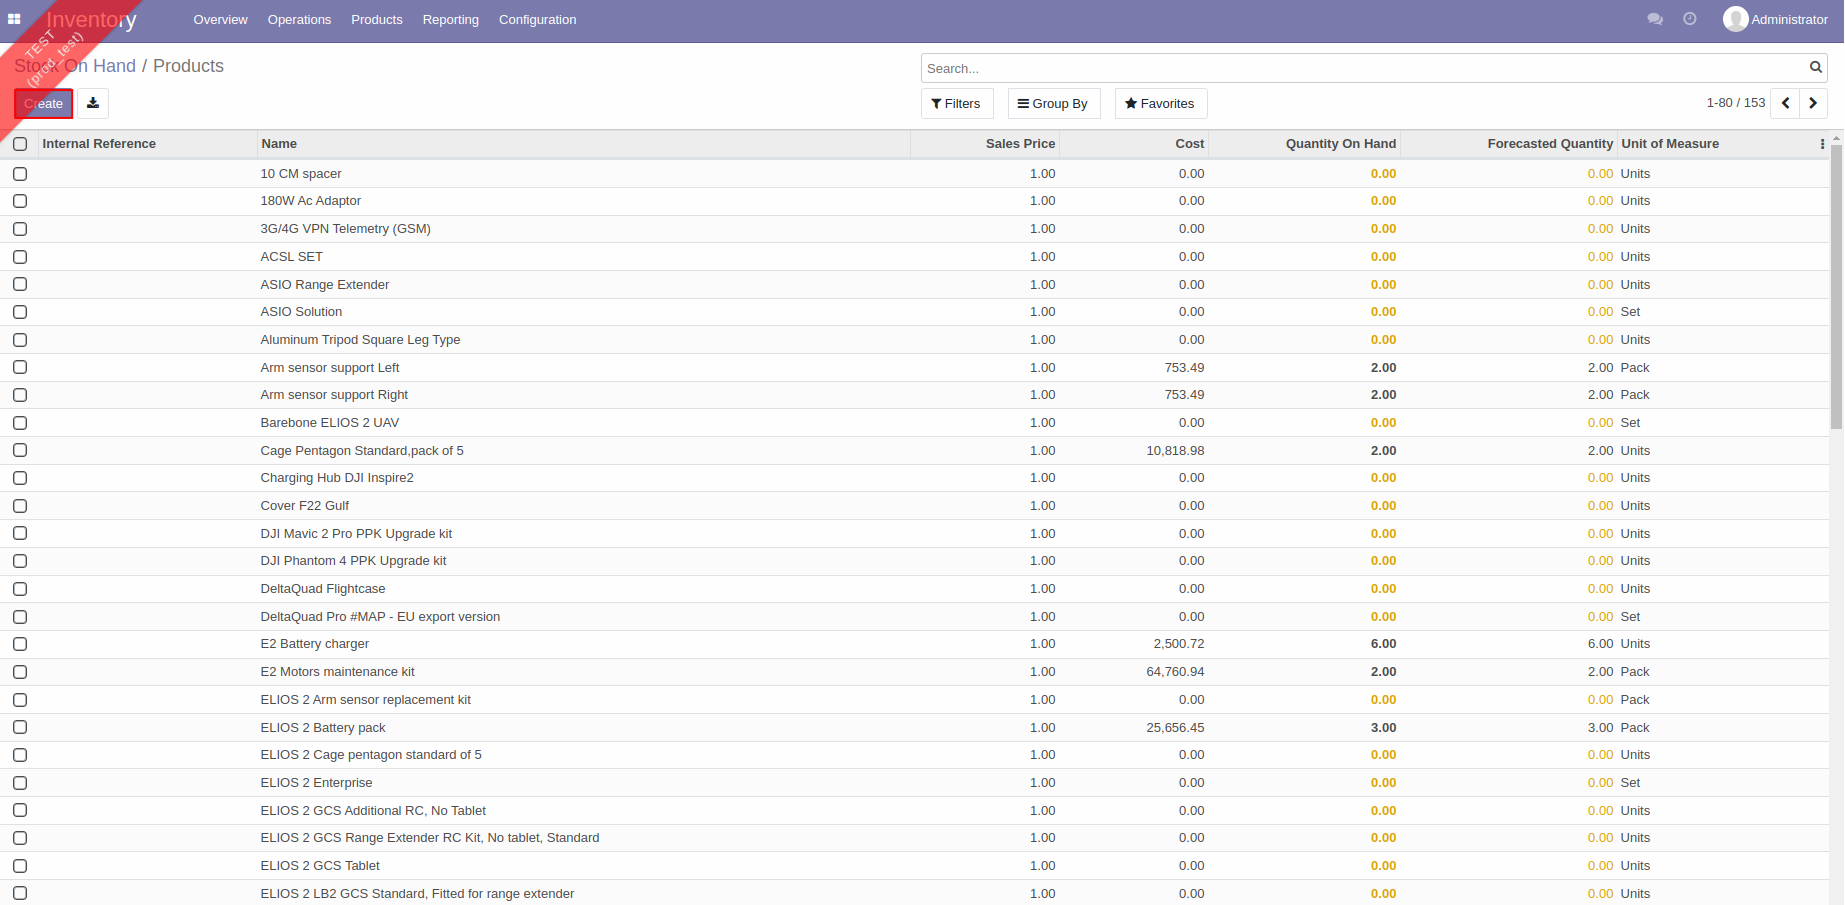 Inventory Overview Operations Products Reporting Configuration Administrator
TEST
(prod_test)
Stock On Hand / Products
Search...
Create Filters Group By Favorites 1-80 / 153
Internal Reference Name Sales Price Cost Quantity On Hand Forecasted Quantity Unit of Measure
10 CM spacer 1.00 0.00 0.00 0.00 Units
180W Ac Adaptor 1.00 0.00 0.00 0.00 Units
3G/4G VPN Telemetry (GSM) 1.00 0.00 0.00 0.00 Units
ACSL SET 1.00 0.00 0.00 0.00 Units
ASIO Range Extender 1.00 0.00 0.00 0.00 Units
ASIO Solution 1.00 0.00 0.00 0.00 Set
Aluminum Tripod Square Leg Type 1.00 0.00 0.00 0.00 Units
Arm sensor support Left 1.00 753.49 2.00 2.00 Pack
Arm sensor support Right 1.00 753.49 2.00 2.00 Pack
Barebone ELIOS 2 UAV 1.00 0.00 0.00 0.00 Set
Cage Pentagon Standard,pack of 5 1.00 10,818.98 2.00 2.00 Units
Charging Hub DJI Inspire2 1.00 0.00 0.00 0.00 Units
Cover F22 Gulf 1.00 0.00 0.00 0.00 Units
DJI Mavic 2 Pro PPK Upgrade kit 1.00 0.00 0.00 0.00 Units
DJI Phantom 4 PPK Upgrade kit 1.00 0.00 0.00 0.00 Units
DeltaQuad Flightcase 1.00 0.00 0.00 0.00 Units
DeltaQuad Pro #MAP - EU export version 1.00 0.00 0.00 0.00 Set
E2 Battery charger 1.00 2,500.72 6.00 6.00 Units
E2 Motors maintenance kit 1.00 64,760.94 2.00 2.00 Pack
ELIOS 2 Arm sensor replacement kit 1.00 0.00 0.00 0.00 Pack
ELIOS 2 Battery pack 1.00 25,656.45 3.00 3.00 Pack
ELIOS 2 Cage pentagon standard of 5 1.00 0.00 0.00 0.00 Units
ELIOS 2 Enterprise 1.00 0.00 0.00 0.00 Set
ELIOS 2 GCS Additional RC, No Tablet 1.00 0.00 0.00 0.00 Units
ELIOS 2 GCS Range Extender RC Kit, No tablet, Standard 1.00 0.00 0.00 0.00 Units
ELIOS 2 GCS Tablet 1.00 0.00 0.00 0.00 Units
ELIOS 2 LB2 GCS Standard, Fitted for range extender 1.00 0.00 0.00 0.00 Units